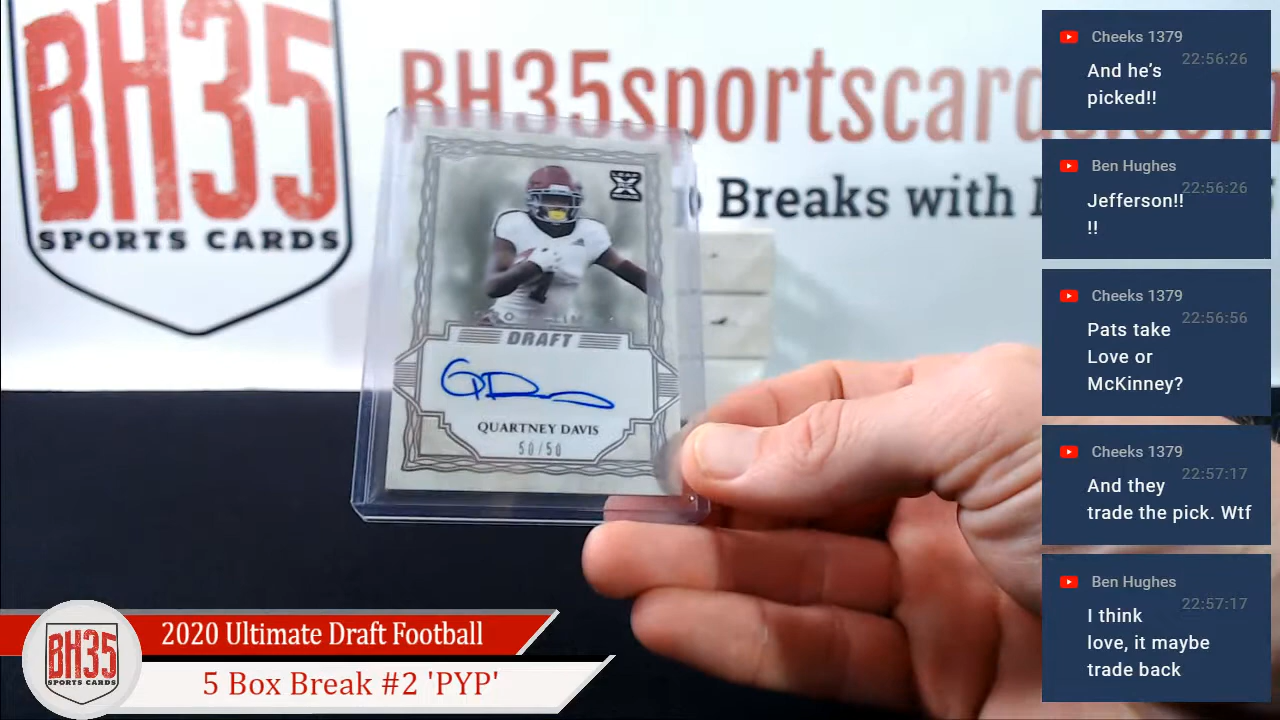 BH35
SPORTS CARDS
BH35sportscards.com
Breaks with
LEAF
X
DRAFT
QUARTNEY DAVIS
50/50
Cheeks 1379
22:56:26
And he's
picked!!
Ben Hughes
22:56:26
Jefferson!!
!!
Cheeks 1379
22:56:56
Pats take
Love or
McKinney?
Cheeks 1379
22:57:17
And they
trade the pick. Wtf
Ben Hughes
22:57:17
I think
love, it maybe
trade back
BH35
SPORTS CARDS
2020 Ultimate Draft Football
5 Box Break #2 'PYP'